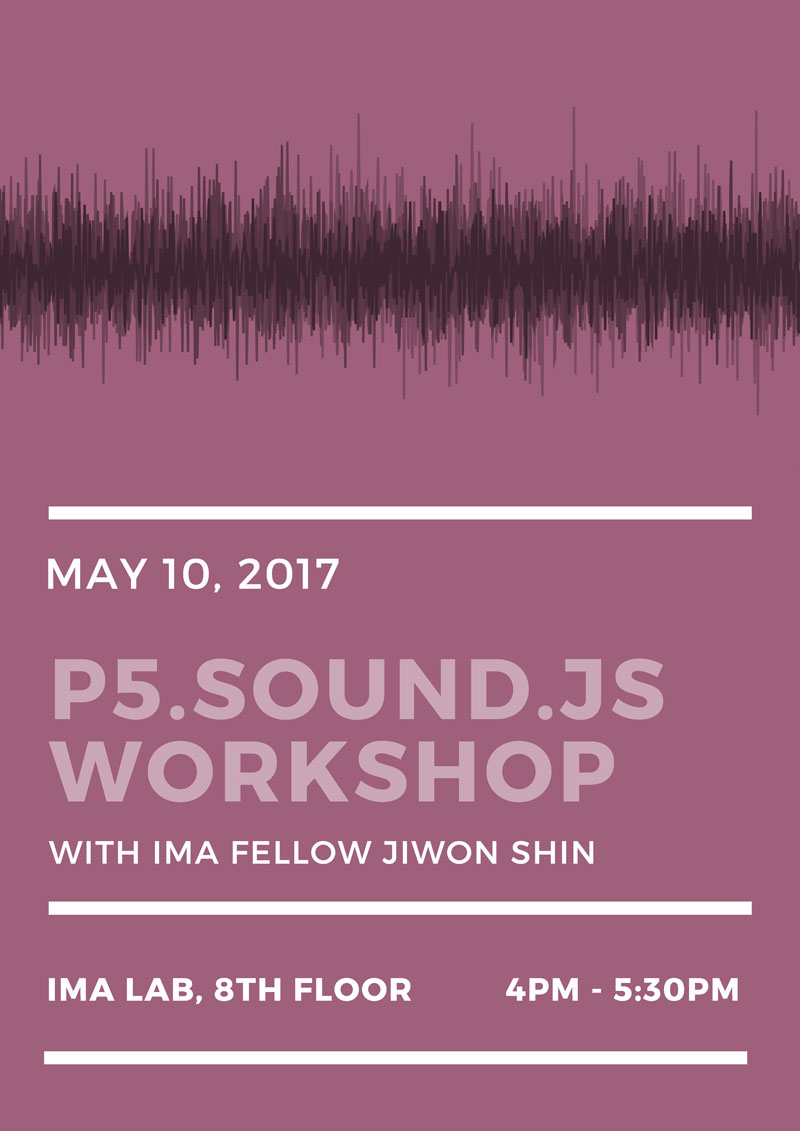 MAY 10, 2017
P5.SOUND.JS
WORKSHOP
WITH IMA FELLOW JIWON SHIN
IMA LAB, 8TH FLOOR 4PM - 5:30PM